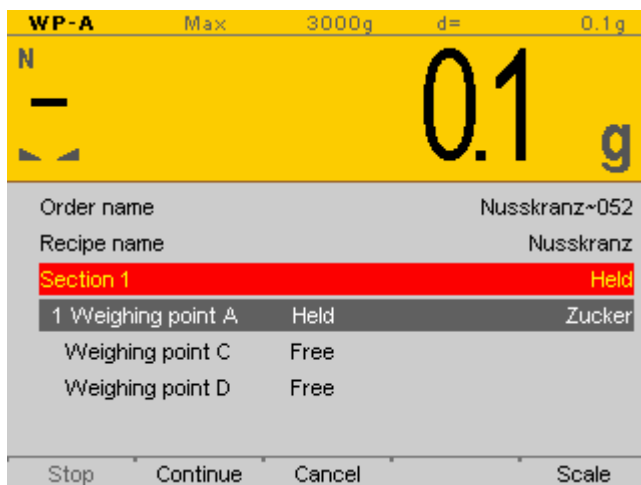 WP-A Max 3000g d= 0.1g
N
- 0.1 g
Order name Nusskranz~052
Recipe name Nusskranz
Section 1 Held
1 Weighing point A Held Zucker
Weighing point C Free
Weighing point D Free
Stop Continue Cancel Scale